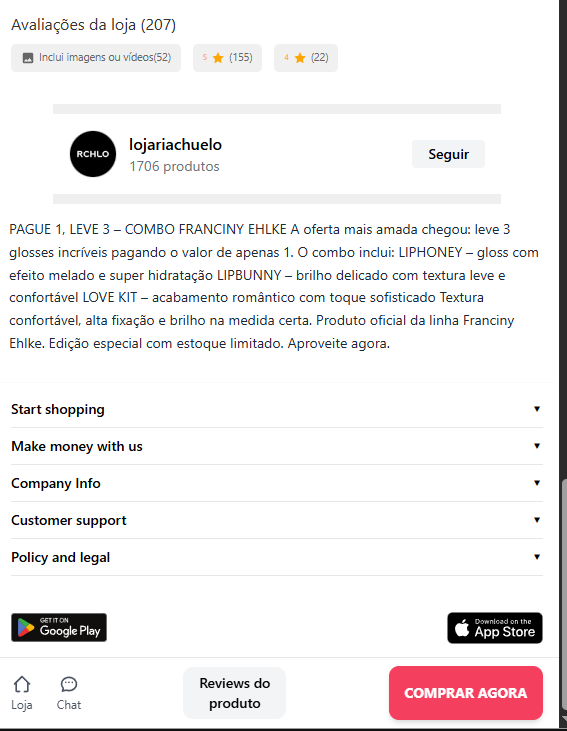 Avaliações da loja (207)
Inclui imagens ou vídeos(52)
5 ★ (155)
4 ★ (22)
RCHLO
lojariachuelo
1706 produtos
Seguir
PAGUE 1, LEVE 3 – COMBO FRANCINY EHLKE A oferta mais amada chegou: leve 3
glosses incríveis pagando o valor de apenas 1. O combo inclui: LIPHONEY – gloss com
efeito melado e super hidratação LIPBUNNY – brilho delicado com textura leve e
confortável LOVE KIT – acabamento romântico com toque sofisticado Textura
confortável, alta fixação e brilho na medida certa. Produto oficial da linha Franciny
Ehlke. Edição especial com estoque limitado. Aproveite agora.
Start shopping ▼
Make money with us ▼
Company Info ▼
Customer support ▼
Policy and legal ▼
GET IT ON
Google Play
Download on the
App Store
Loja
Chat
Reviews do
produto
COMPRAR AGORA